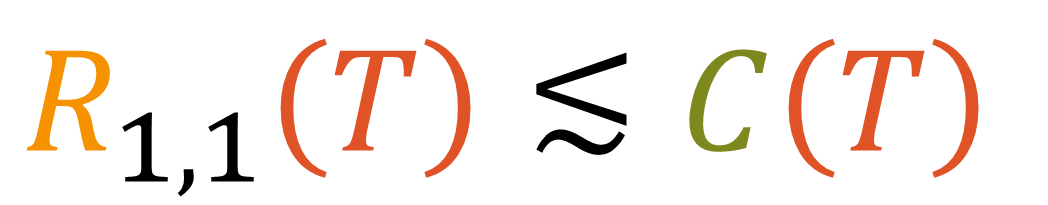 R₁,₁(T) ≲ C(T)